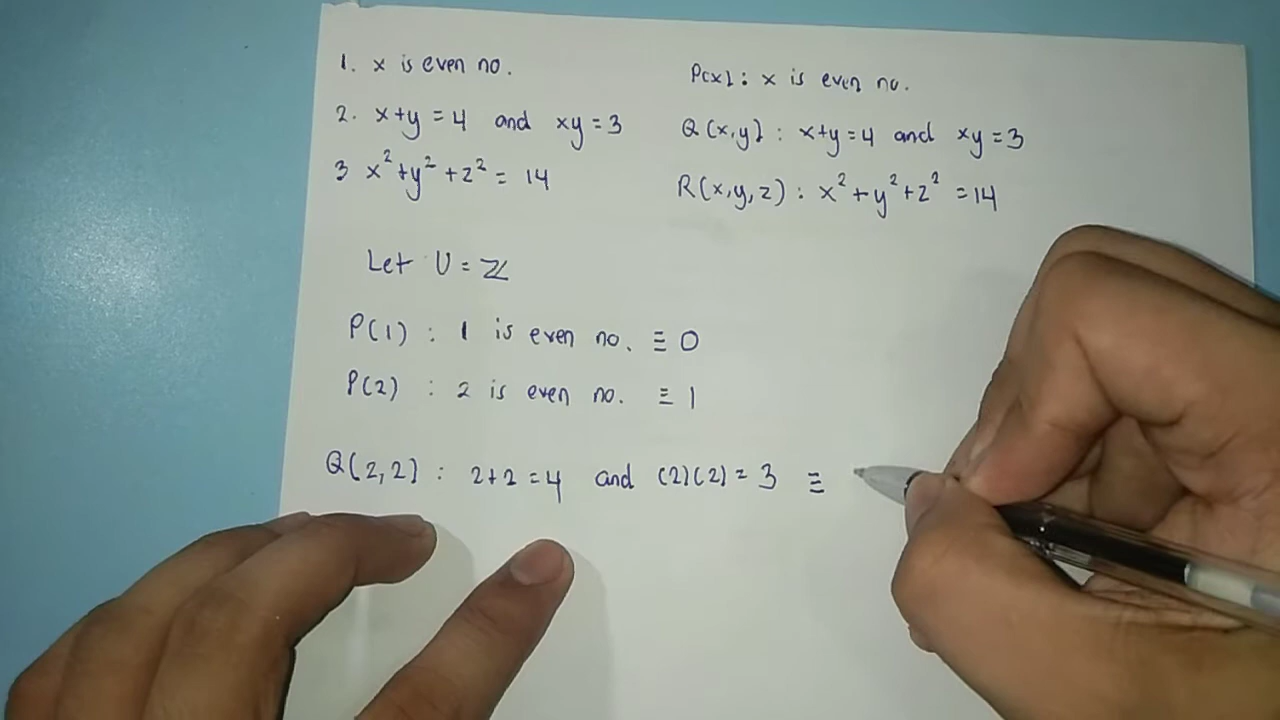 1. x is even no.
2. x+y = 4 and xy = 3
3 x²+y²+z² = 14
P(x): x is even no.
Q(x,y): x+y=4 and xy=3
R(x,y,z): x²+y²+z² = 14
Let U = ℤ
P(1) : 1 is even no. ≡ 0
P(2) : 2 is even no. ≡ 1
Q(2,2) : 2+2 = 4 and (2)(2) = 3 ≡